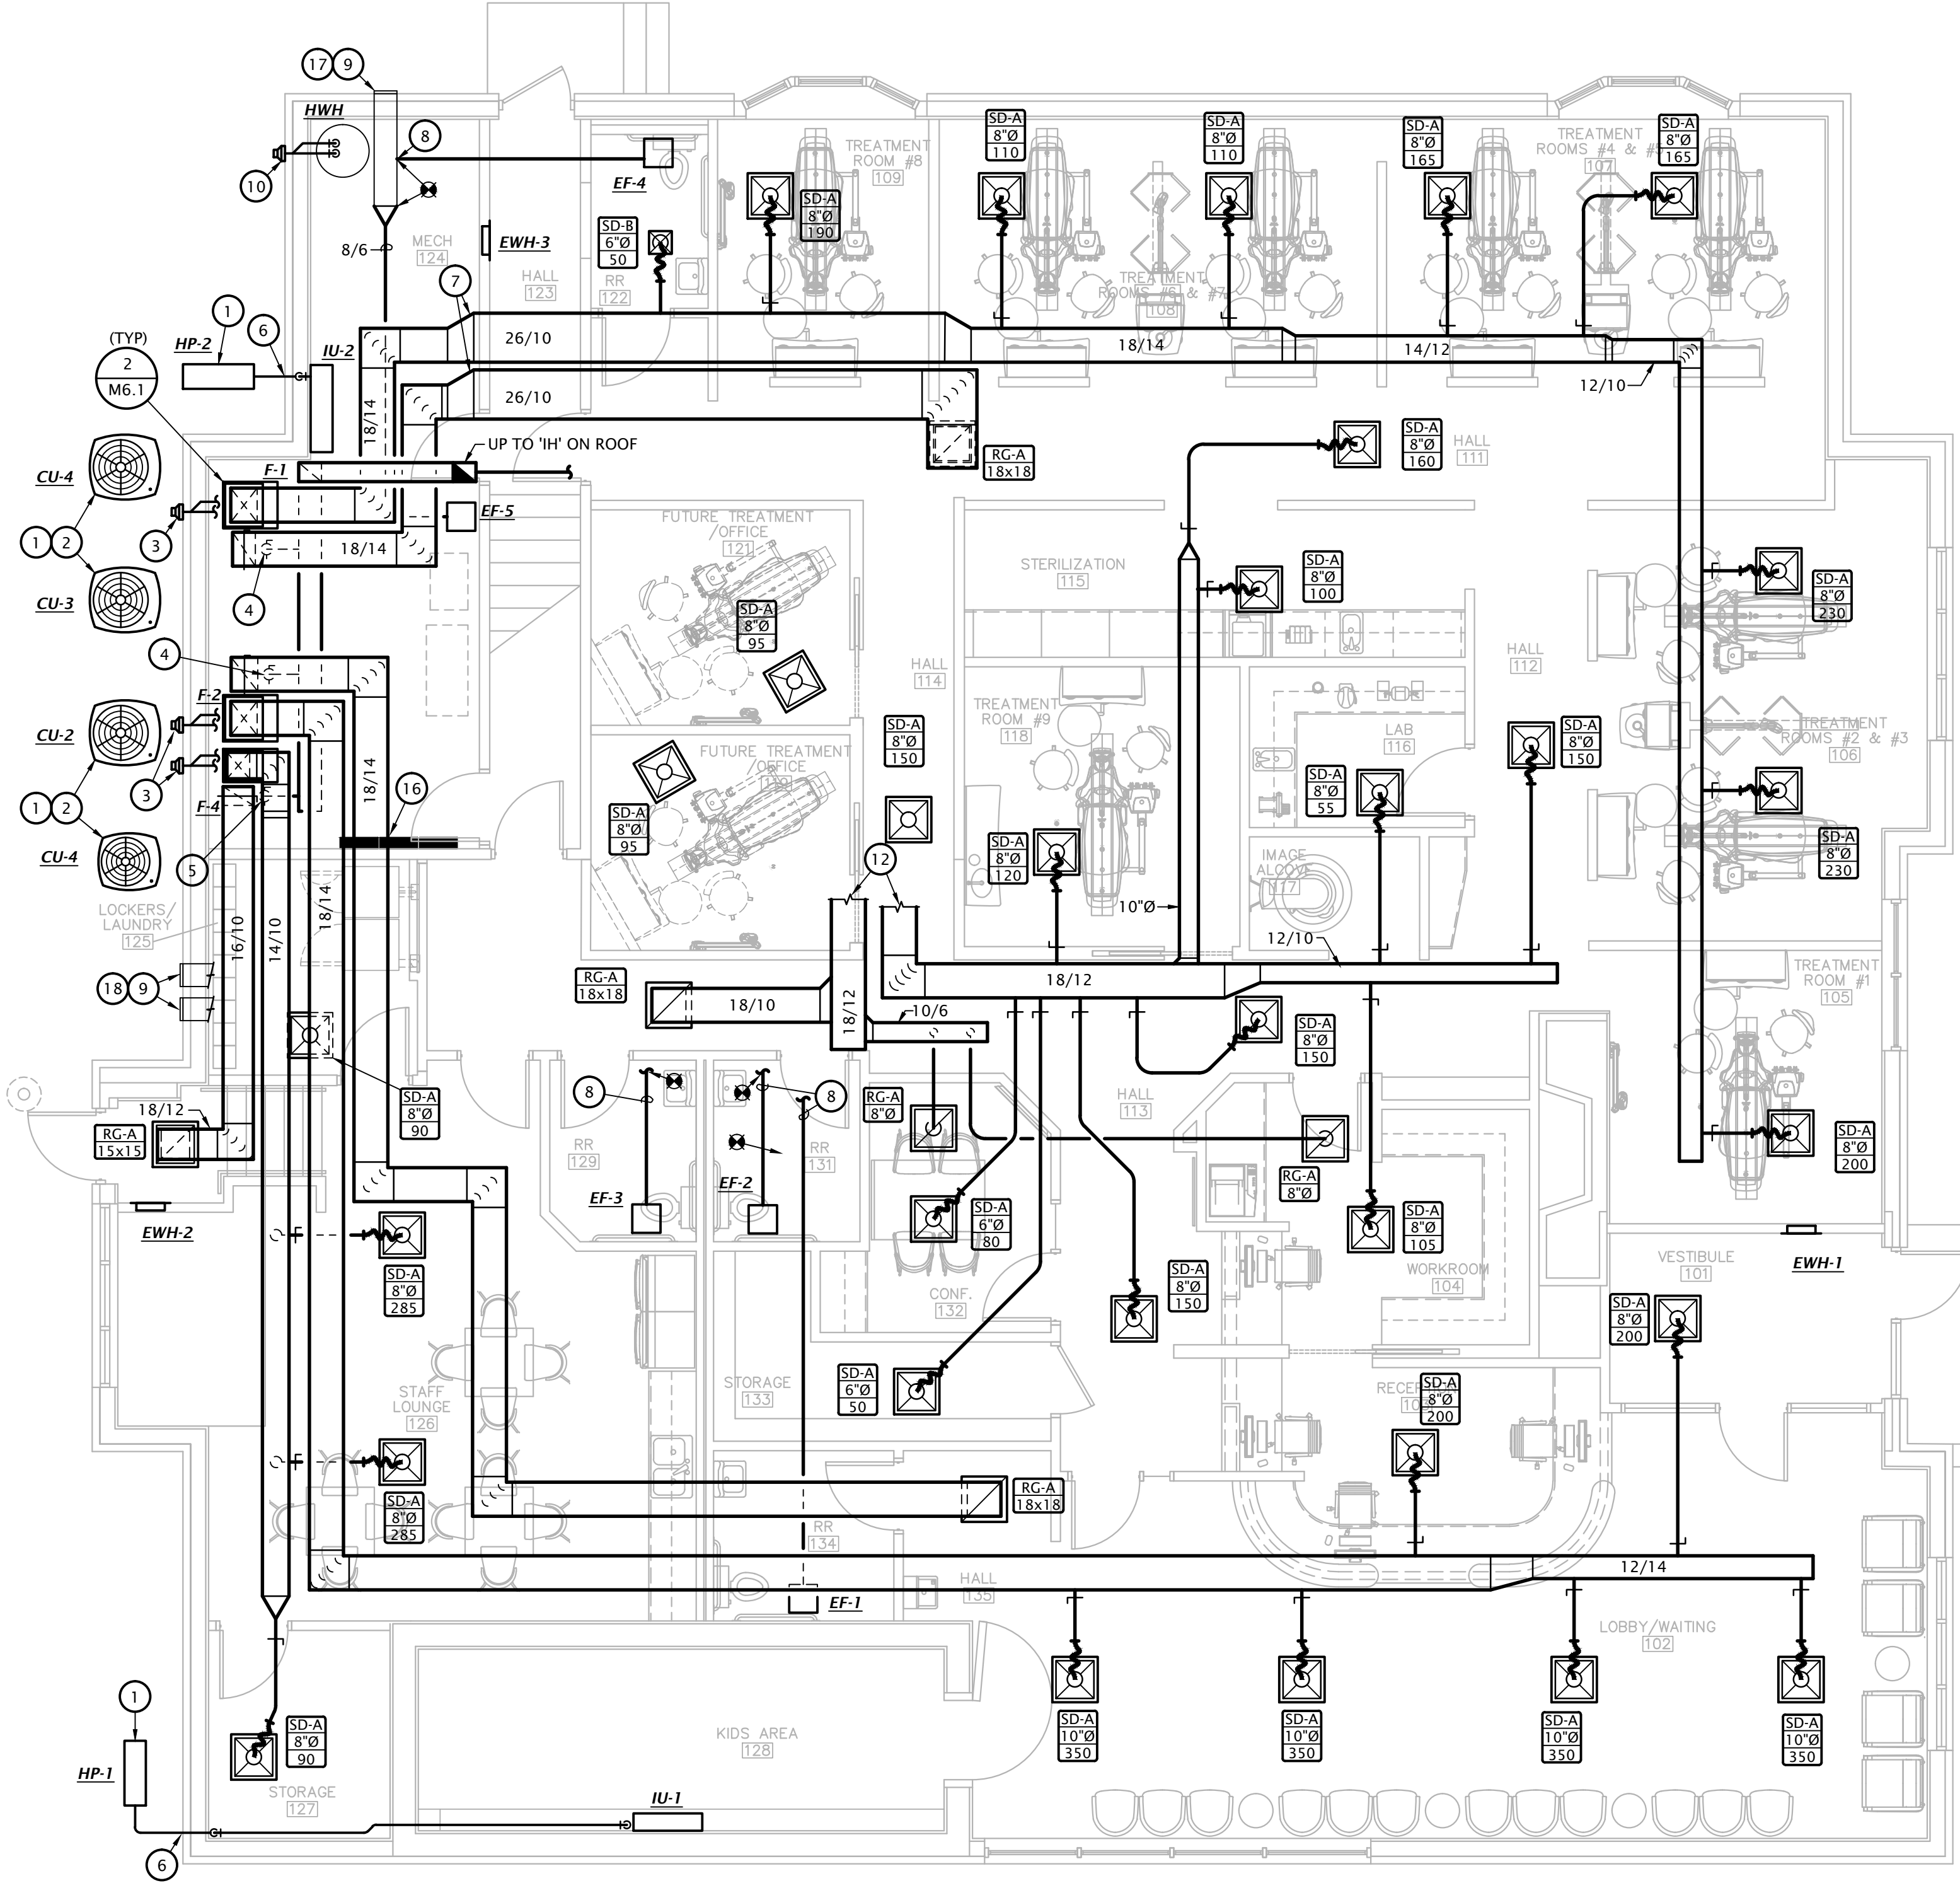 17
9
HWH
8
10
EF-4
8/6
MECH
124
EWH-3
HALL
123
SD-B
6"Ø
50
RR
122
SD-A
8"Ø
190
TREATMENT
ROOM #8
109
SD-A
8"Ø
110
SD-A
8"Ø
110
TREATMENT
ROOMS #6 & #7
108
SD-A
8"Ø
165
TREATMENT
ROOMS #4 & #5
107
SD-A
8"Ø
165
7
1
6
HP-2
IU-2
(TYP)
2
M6.1
26/10
18/14
14/12
12/10
26/10
18/14
UP TO 'IH' ON ROOF
RG-A
18x18
SD-A
8"Ø
160
HALL
111
CU-4
F-1
3
EF-5
1
2
18/14
CU-3
4
FUTURE TREATMENT
/OFFICE
121
SD-A
8"Ø
95
STERILIZATION
115
SD-A
8"Ø
100
SD-A
8"Ø
230
HALL
112
HALL
114
4
F-2
CU-2
3
1
2
F-4
CU-4
5
18/14
16
FUTURE TREATMENT
/OFFICE
SD-A
8"Ø
95
SD-A
8"Ø
150
12
TREATMENT
ROOM #9
118
SD-A
8"Ø
120
LAB
116
SD-A
8"Ø
55
SD-A
8"Ø
150
IMAGE
ALCOVE
117
TREATMENT
ROOMS #2 & #3
106
SD-A
8"Ø
230
10"Ø
12/10
LOCKERS/
LAUNDRY
125
16/10
14/10
18/14
18
9
RG-A
18x18
18/10
18/12
18/12
10/6
SD-A
8"Ø
150
TREATMENT
ROOM #1
105
SD-A
8"Ø
200
18/12
RG-A
15x15
SD-A
8"Ø
90
8
8
RR
129
RR
131
RG-A
8"Ø
HALL
113
RG-A
8"Ø
EF-3
EF-2
EWH-2
SD-A
6"Ø
80
SD-A
8"Ø
105
SD-A
8"Ø
285
CONF.
132
SD-A
8"Ø
150
WORKROOM
104
VESTIBULE
101
EWH-1
SD-A
8"Ø
200
STAFF
LOUNGE
126
STORAGE
133
SD-A
6"Ø
50
RECEPTION
103
SD-A
8"Ø
200
SD-A
8"Ø
285
RG-A
18x18
RR
134
HALL
135
EF-1
12/14
LOBBY/WAITING
102
SD-A
10"Ø
350
SD-A
10"Ø
350
SD-A
10"Ø
350
SD-A
10"Ø
350
1
HP-1
SD-A
8"Ø
90
STORAGE
127
KIDS AREA
128
IU-1
6